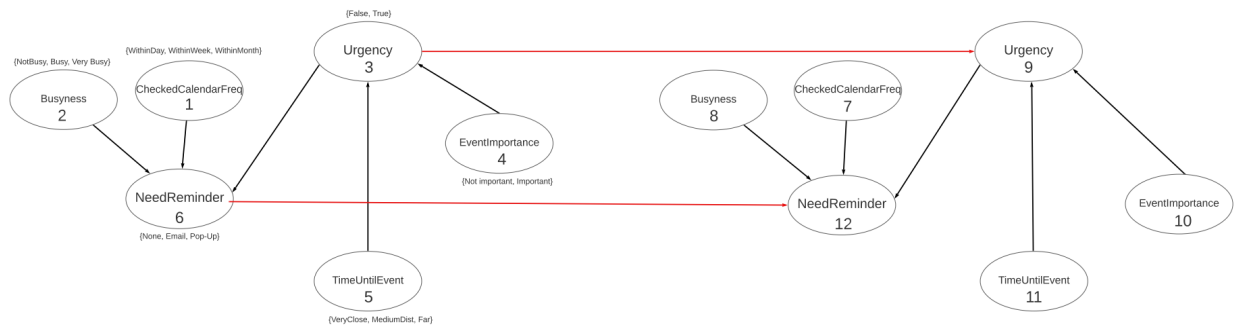 {False, True}
Urgency
3
Urgency
9
{WithinDay, WithinWeek, WithinMonth}
{NotBusy, Busy, Very Busy}
CheckedCalendarFreq
1
Busyness
2
CheckedCalendarFreq
7
Busyness
8
EventImportance
4
{Not important, Important}
NeedReminder
6
{None, Email, Pop-Up}
NeedReminder
12
EventImportance
10
TimeUntilEvent
5
{VeryClose, MediumDist, Far}
TimeUntilEvent
11